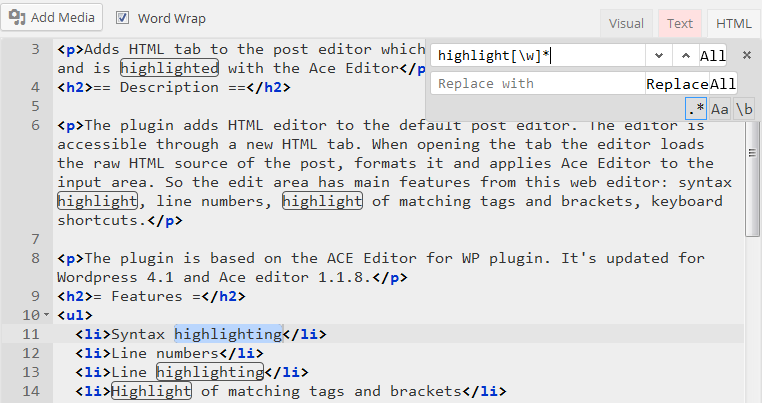 Add Media
Word Wrap
Visual
Text
HTML
3 <p>Adds HTML tab to the post editor which
and is highlighted with the Ace Editor</p
highlight[\w]*
All
Replace with
Replace
All
.*
Aa
\b
4 <h2>== Description ==</h2>
5
6 <p>The plugin adds HTML editor to the default post editor. The editor is
accessible through a new HTML tab. When opening the tab the editor loads
the raw HTML source of the post, formats it and applies Ace Editor to the
input area. So the edit area has main features from this web editor: syntax
highlight, line numbers, highlight of matching tags and brackets, keyboard
shortcuts.</p>
7
8 <p>The plugin is based on the ACE Editor for WP plugin. It's updated for
Wordpress 4.1 and Ace editor 1.1.8.</p>
9 <h2>= Features =</h2>
10 <ul>
11 <li>Syntax highlighting</li>
12 <li>Line numbers</li>
13 <li>Line highlighting</li>
14 <li>Highlight of matching tags and brackets</li>